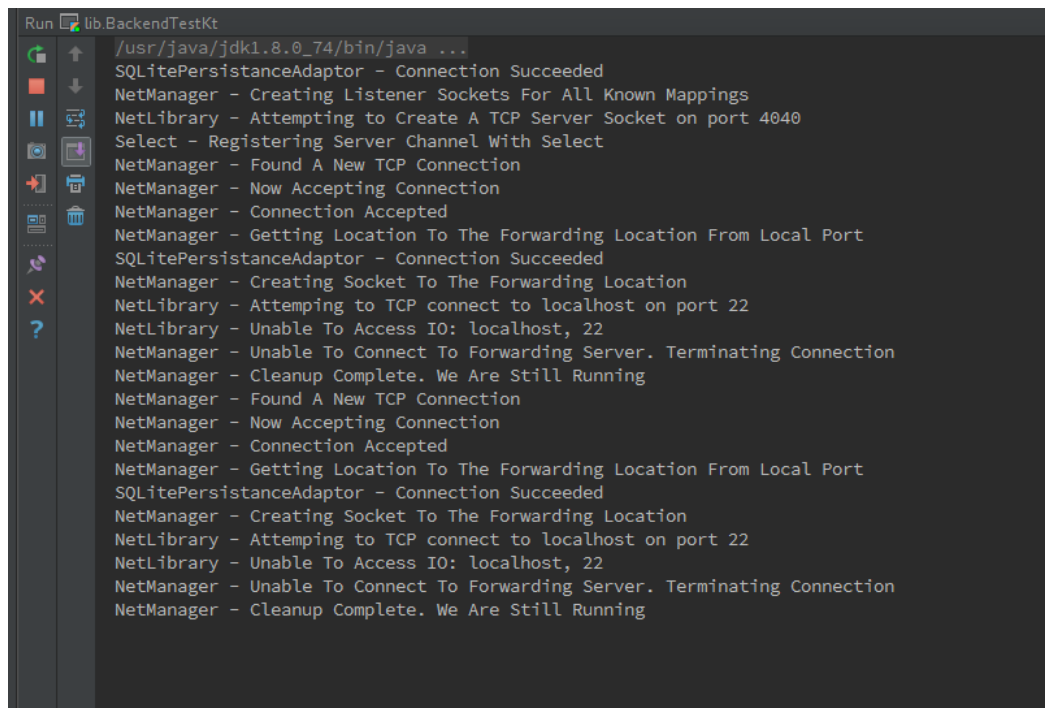 Run lib.BackendTestKt
/usr/java/jdk1.8.0_74/bin/java ...
SQLitePersistanceAdaptor - Connection Succeeded
NetManager - Creating Listener Sockets For All Known Mappings
NetLibrary - Attempting to Create A TCP Server Socket on port 4040
Select - Registering Server Channel With Select
NetManager - Found A New TCP Connection
NetManager - Now Accepting Connection
NetManager - Connection Accepted
NetManager - Getting Location To The Forwarding Location From Local Port
SQLitePersistanceAdaptor - Connection Succeeded
NetManager - Creating Socket To The Forwarding Location
NetLibrary - Attemping to TCP connect to localhost on port 22
NetLibrary - Unable To Access IO: localhost, 22
NetManager - Unable To Connect To Forwarding Server. Terminating Connection
NetManager - Cleanup Complete. We Are Still Running
NetManager - Found A New TCP Connection
NetManager - Now Accepting Connection
NetManager - Connection Accepted
NetManager - Getting Location To The Forwarding Location From Local Port
SQLitePersistanceAdaptor - Connection Succeeded
NetManager - Creating Socket To The Forwarding Location
NetLibrary - Attemping to TCP connect to localhost on port 22
NetLibrary - Unable To Access IO: localhost, 22
NetManager - Unable To Connect To Forwarding Server. Terminating Connection
NetManager - Cleanup Complete. We Are Still Running